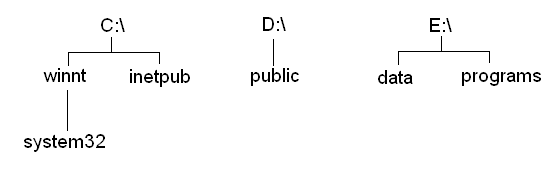 C:\ D:\ E:\
winnt inetpub public data programs
system32